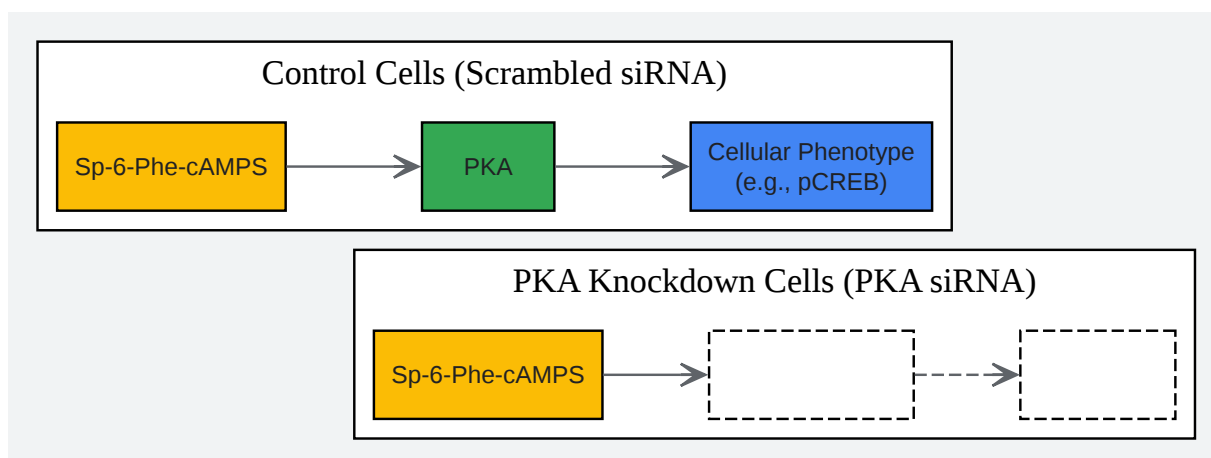 Control Cells (Scrambled siRNA)
Sp-6-Phe-cAMPS
PKA
Cellular Phenotype
(e.g., pCREB)
PKA Knockdown Cells (PKA siRNA)
Sp-6-Phe-cAMPS